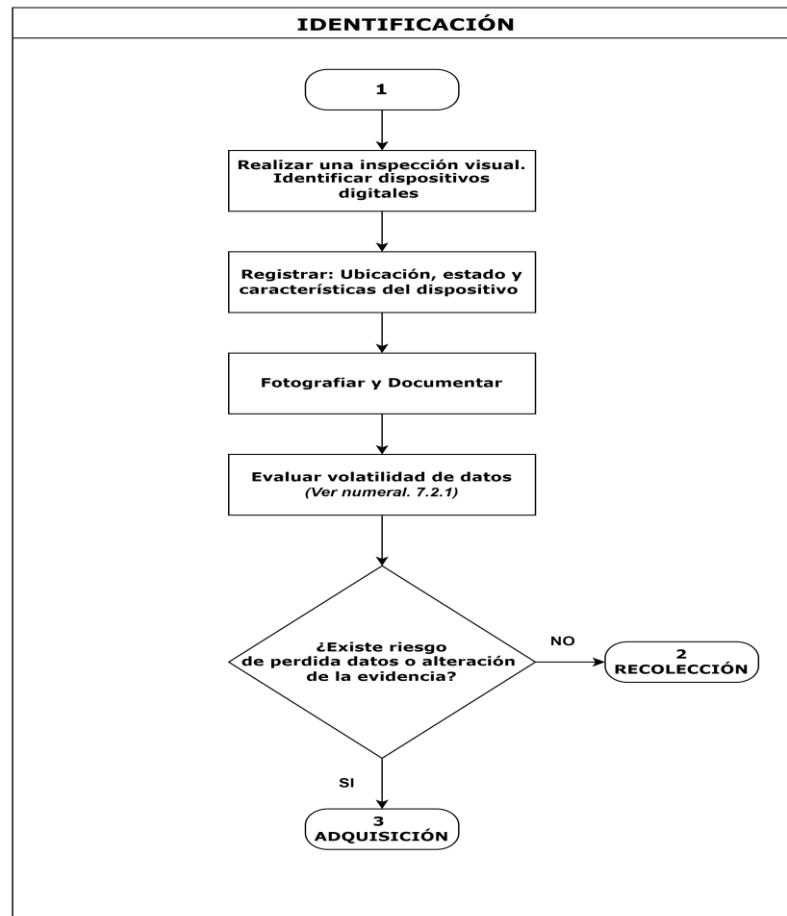 IDENTIFICACIÓN
1
Realizar una inspección visual.
Identificar dispositivos
digitales
Registrar: Ubicación, estado y
características del dispositivo
Fotografiar y Documentar
Evaluar volatilidad de datos
(Ver numeral. 7.2.1)
¿Existe riesgo
de perdida datos o alteración
de la evidencia?
NO
2
RECOLECCIÓN
SI
3
ADQUISICIÓN